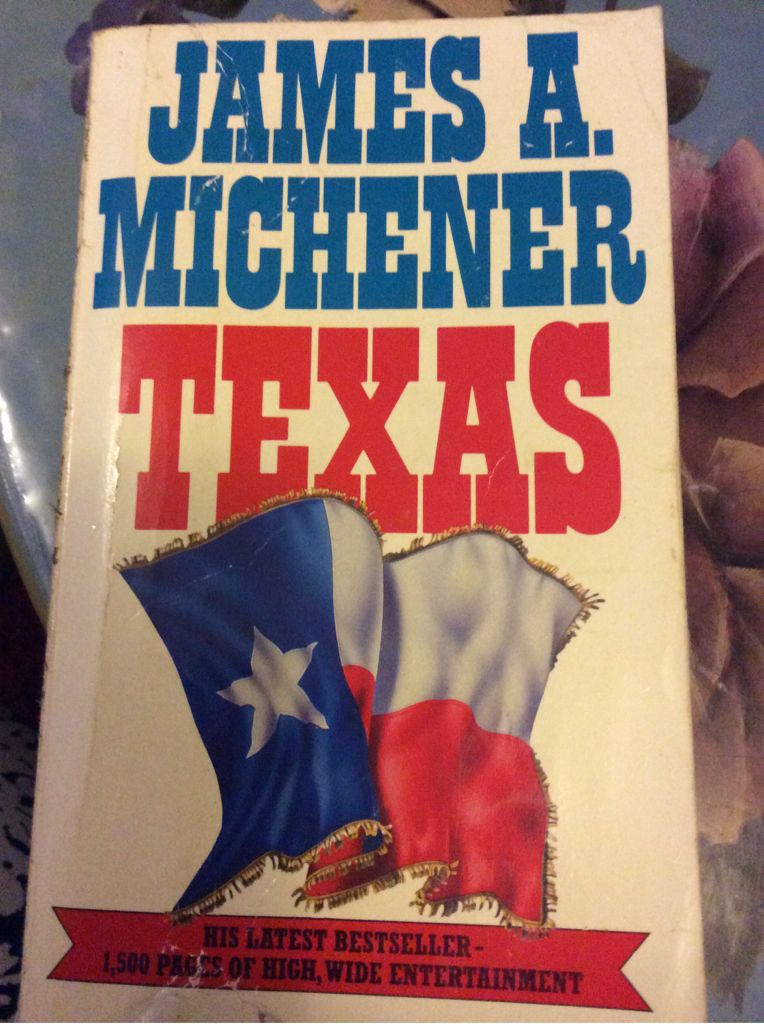 JAMES A.
MICHENER
TEXAS
HIS LATEST BESTSELLER-
1,500 PAGES OF HIGH, WIDE ENTERTAINMENT